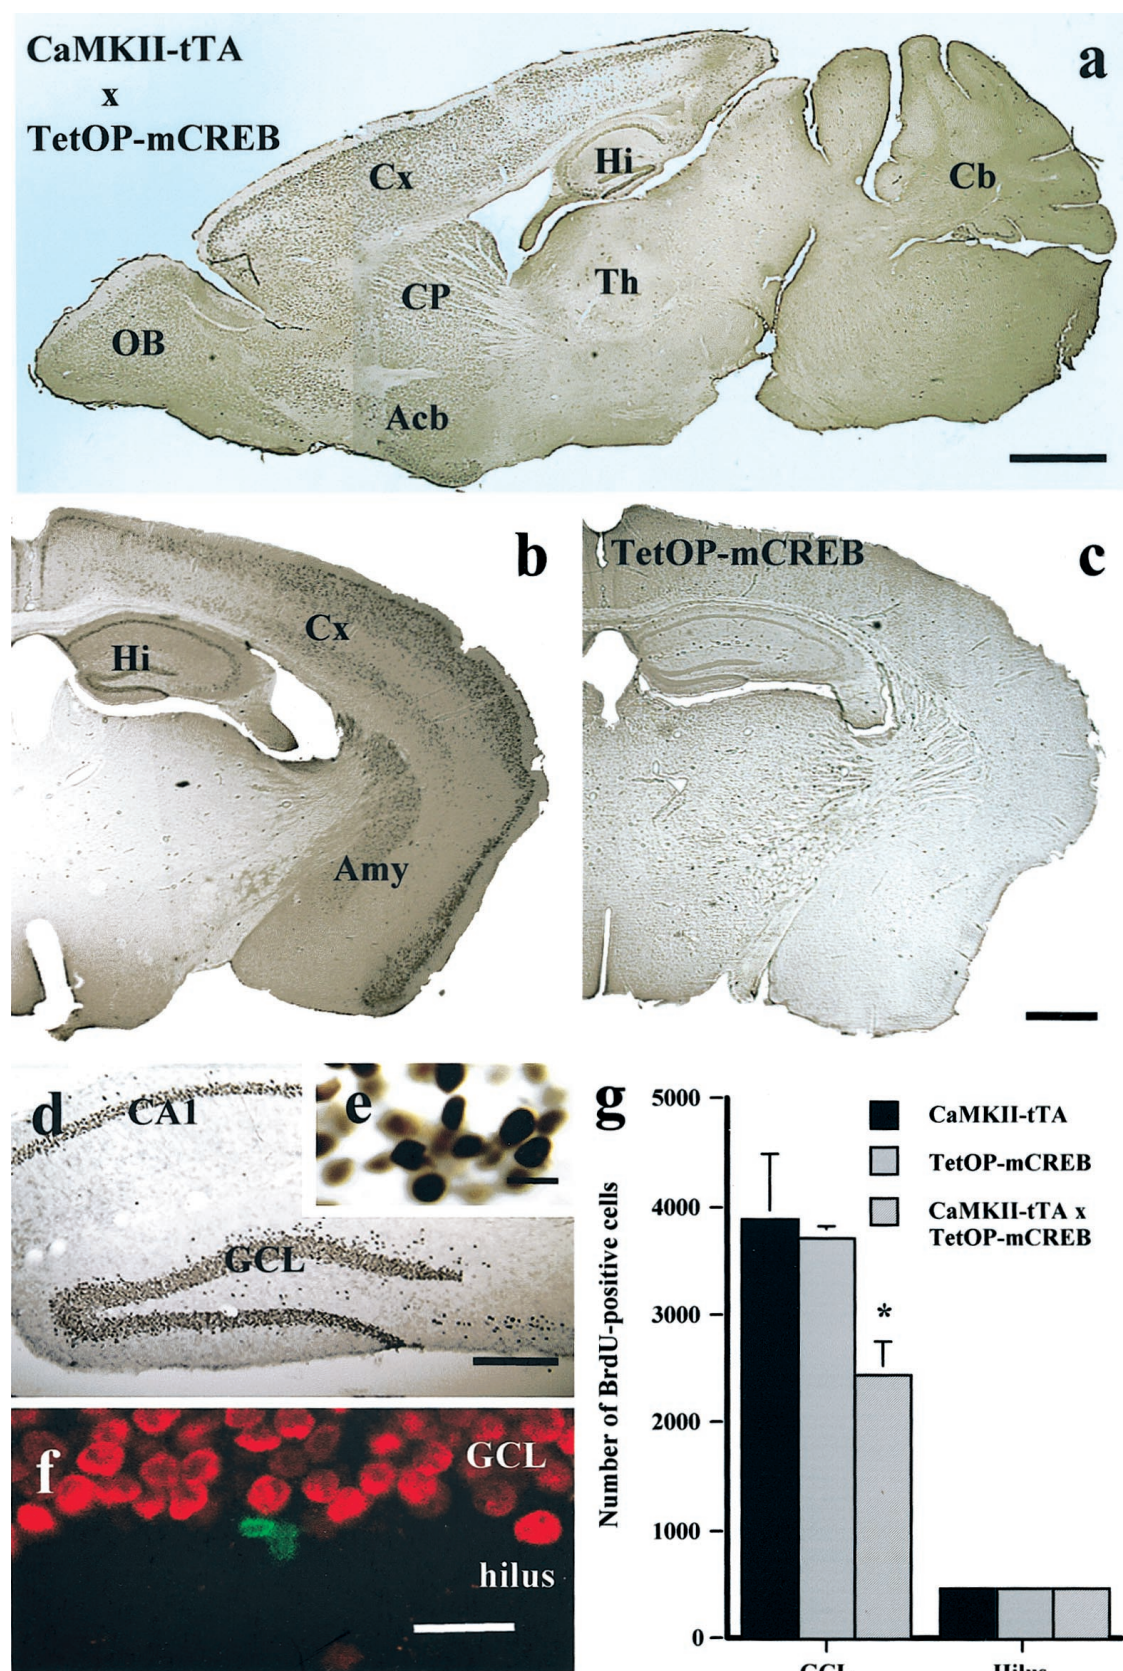 CaMKII-tTA
x
TetOP-mCREB
a
Cx
Hi
Cb
CP
Th
OB
Acb
b
Cx
Hi
Amy
TetOP-mCREB
c
d
CA1
e
GCL
f
GCL
hilus
g
Number of BrdU-positive cells
5000
4000
3000
2000
1000
0
CaMKII-tTA
TetOP-mCREB
CaMKII-tTA x
TetOP-mCREB
*
GCL
Hilus